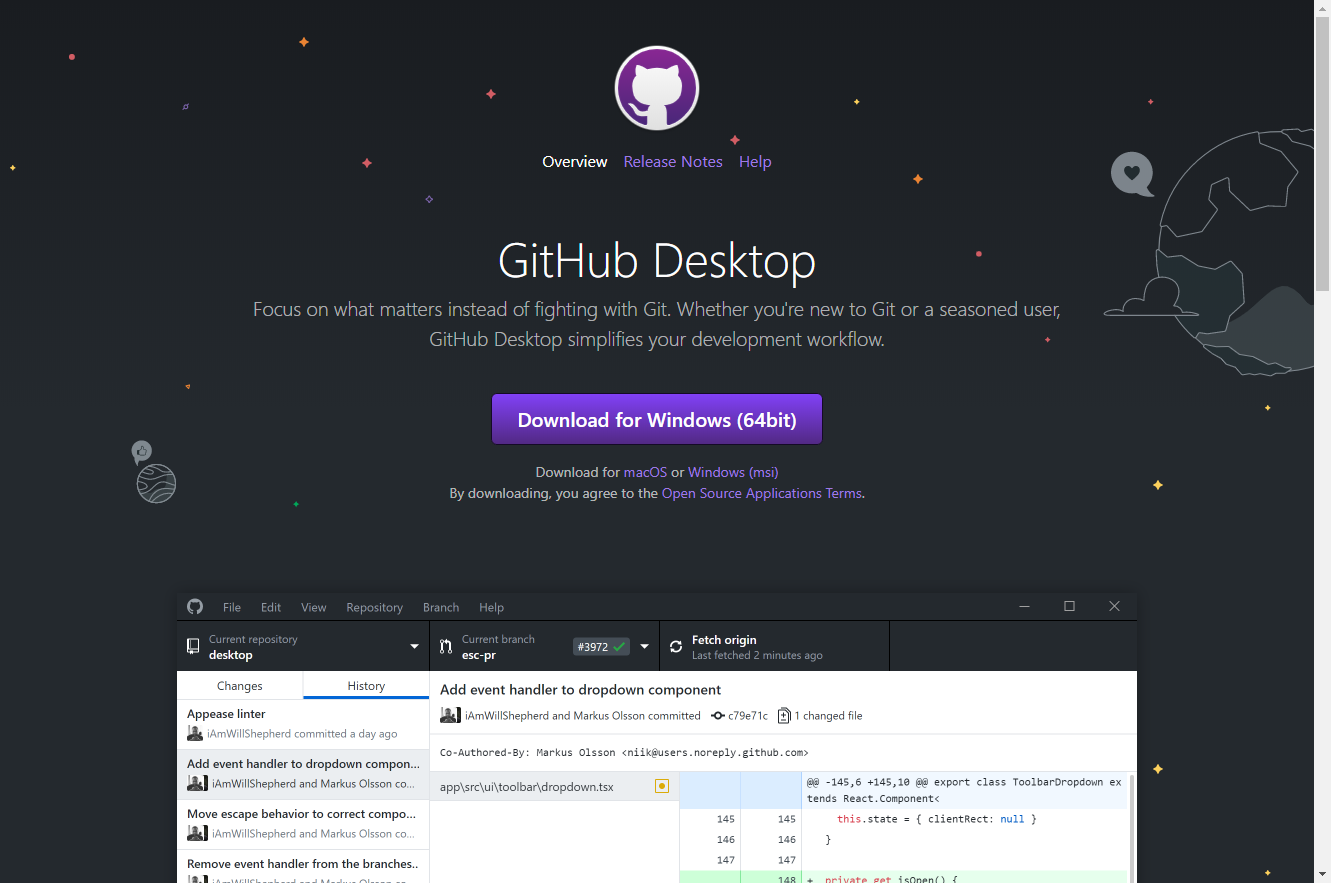 Overview Release Notes Help
GitHub Desktop
Focus on what matters instead of fighting with Git. Whether you're new to Git or a seasoned user,
GitHub Desktop simplifies your development workflow.
Download for Windows (64bit)
Download for macOS or Windows (msi)
By downloading, you agree to the Open Source Applications Terms.
File Edit View Repository Branch Help
Current repository
desktop
Current branch
esc-pr
#3972
Fetch origin
Last fetched 2 minutes ago
Changes History
Appease linter
iAmWillShepherd committed a day ago
Add event handler to dropdown compon...
iAmWillShepherd and Markus Olsson co...
Move escape behavior to correct compo...
iAmWillShepherd and Markus Olsson co...
Remove event handler from the branches..
iAmWillShepherd and Markus Olsson co...
Add event handler to dropdown component
iAmWillShepherd and Markus Olsson committed c79e71c 1 changed file
Co-Authored-By: Markus Olsson <niik@users.noreply.github.com>
app\src\ui\toolbar\dropdown.tsx
@@ -145,6 +145,10 @@ export class ToolbarDropdown ex
tends React.Component<
145 145 this.state = { clientRect: null }
146 146 }
147 147
148 + private get isOpen() {